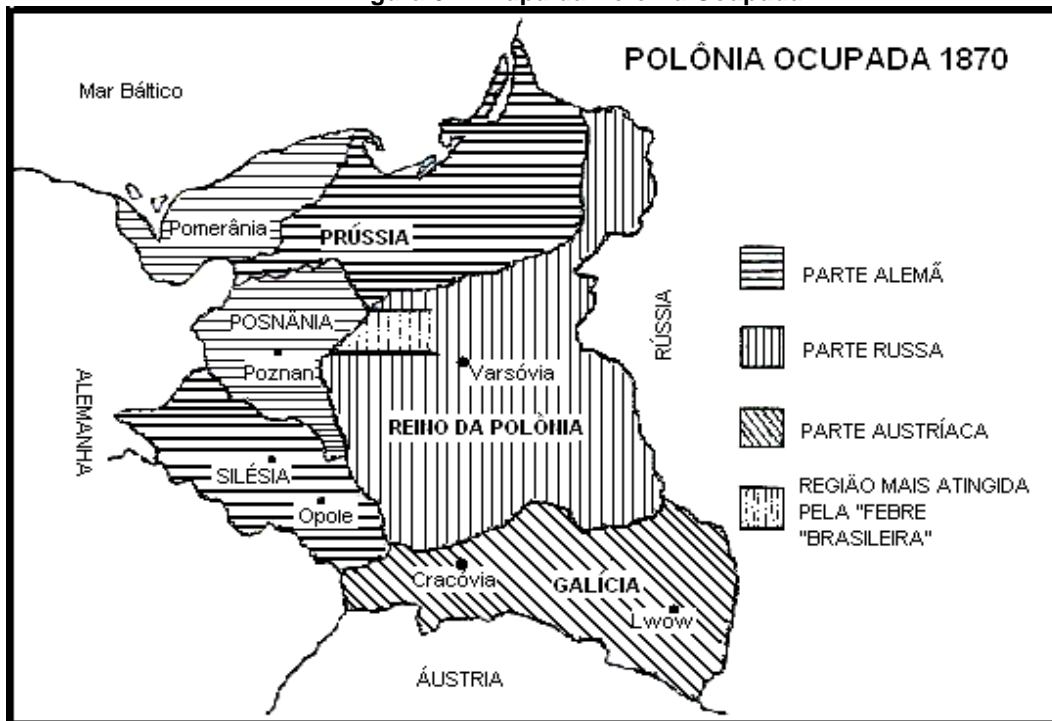 POLÔNIA OCUPADA 1870
Mar Báltico
Pomerânia
PRÚSSIA
PARTE ALEMÃ
POSNÂNIA
RÚSSIA
PARTE RUSSA
Poznan
Varsóvia
ALEMANHA
REINO DA POLÔNIA
PARTE AUSTRÍACA
SILÉSIA
REGIÃO MAIS ATINGIDA
PELA "FEBRE
"BRASILEIRA"
Opole
Cracóvia
GALÍCIA
Lwów
ÁUSTRIA